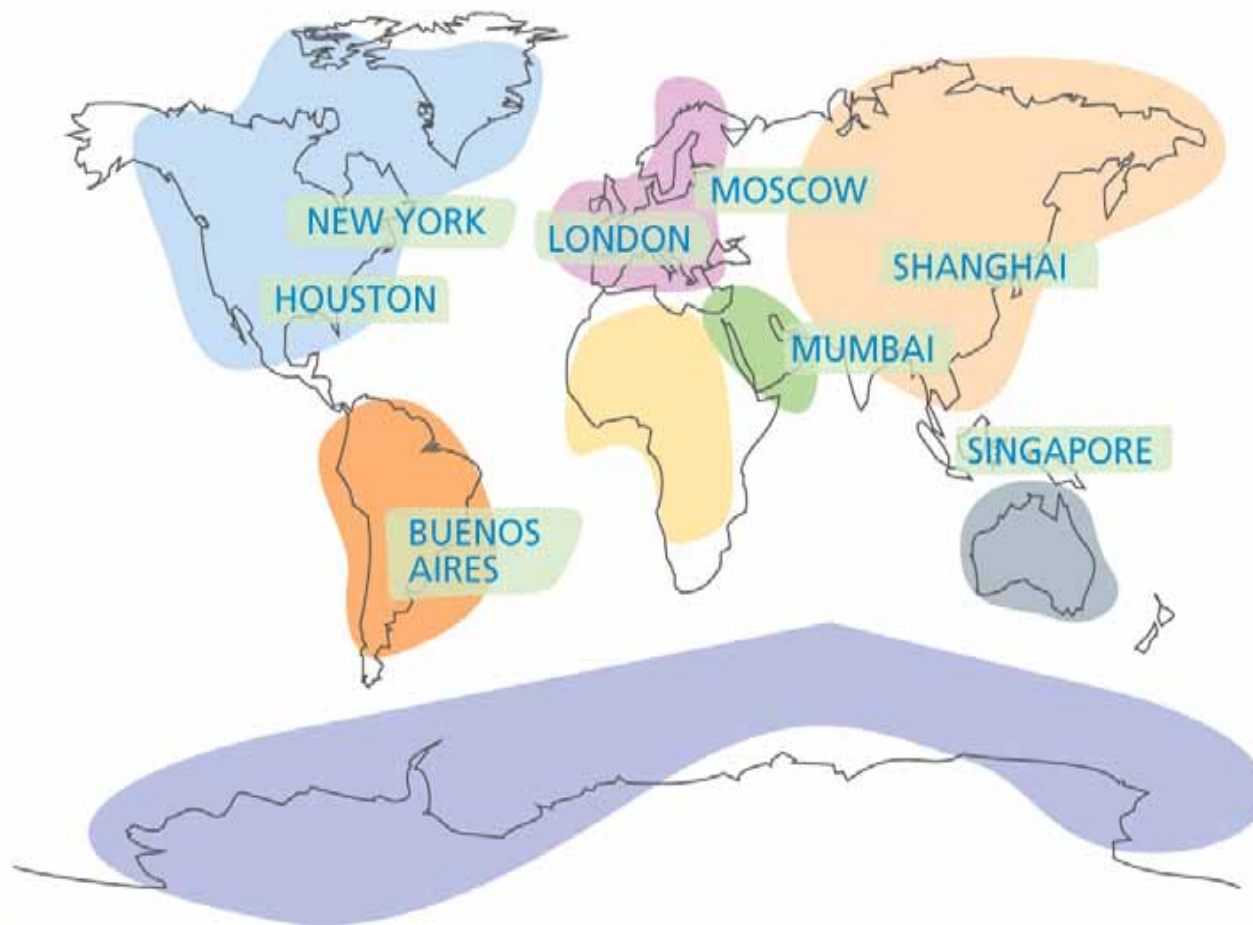 MOSCOW
NEW YORK
LONDON
SHANGHAI
HOUSTON
MUMBAI
SINGAPORE
BUENOS
AIRES